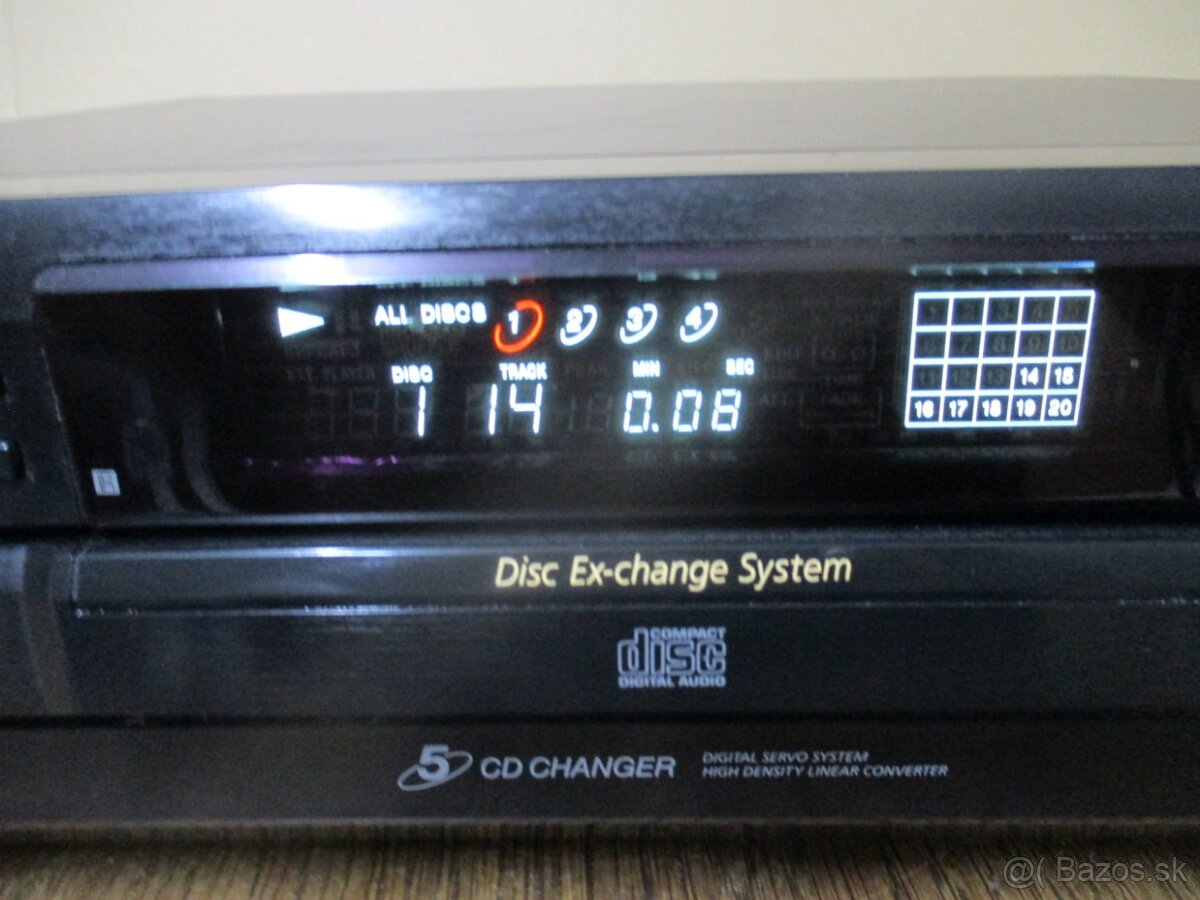 ALL DISCS 1 2 3 4
DISC TRACK MIN SEC
1 14 0.08
14 15
16 17 18 19 20
Disc Ex-change System
COMPACT
disc
DIGITAL AUDIO
5 CD CHANGER
DIGITAL SERVO SYSTEM
HIGH DENSITY LINEAR CONVERTER
@( Bazos.sk